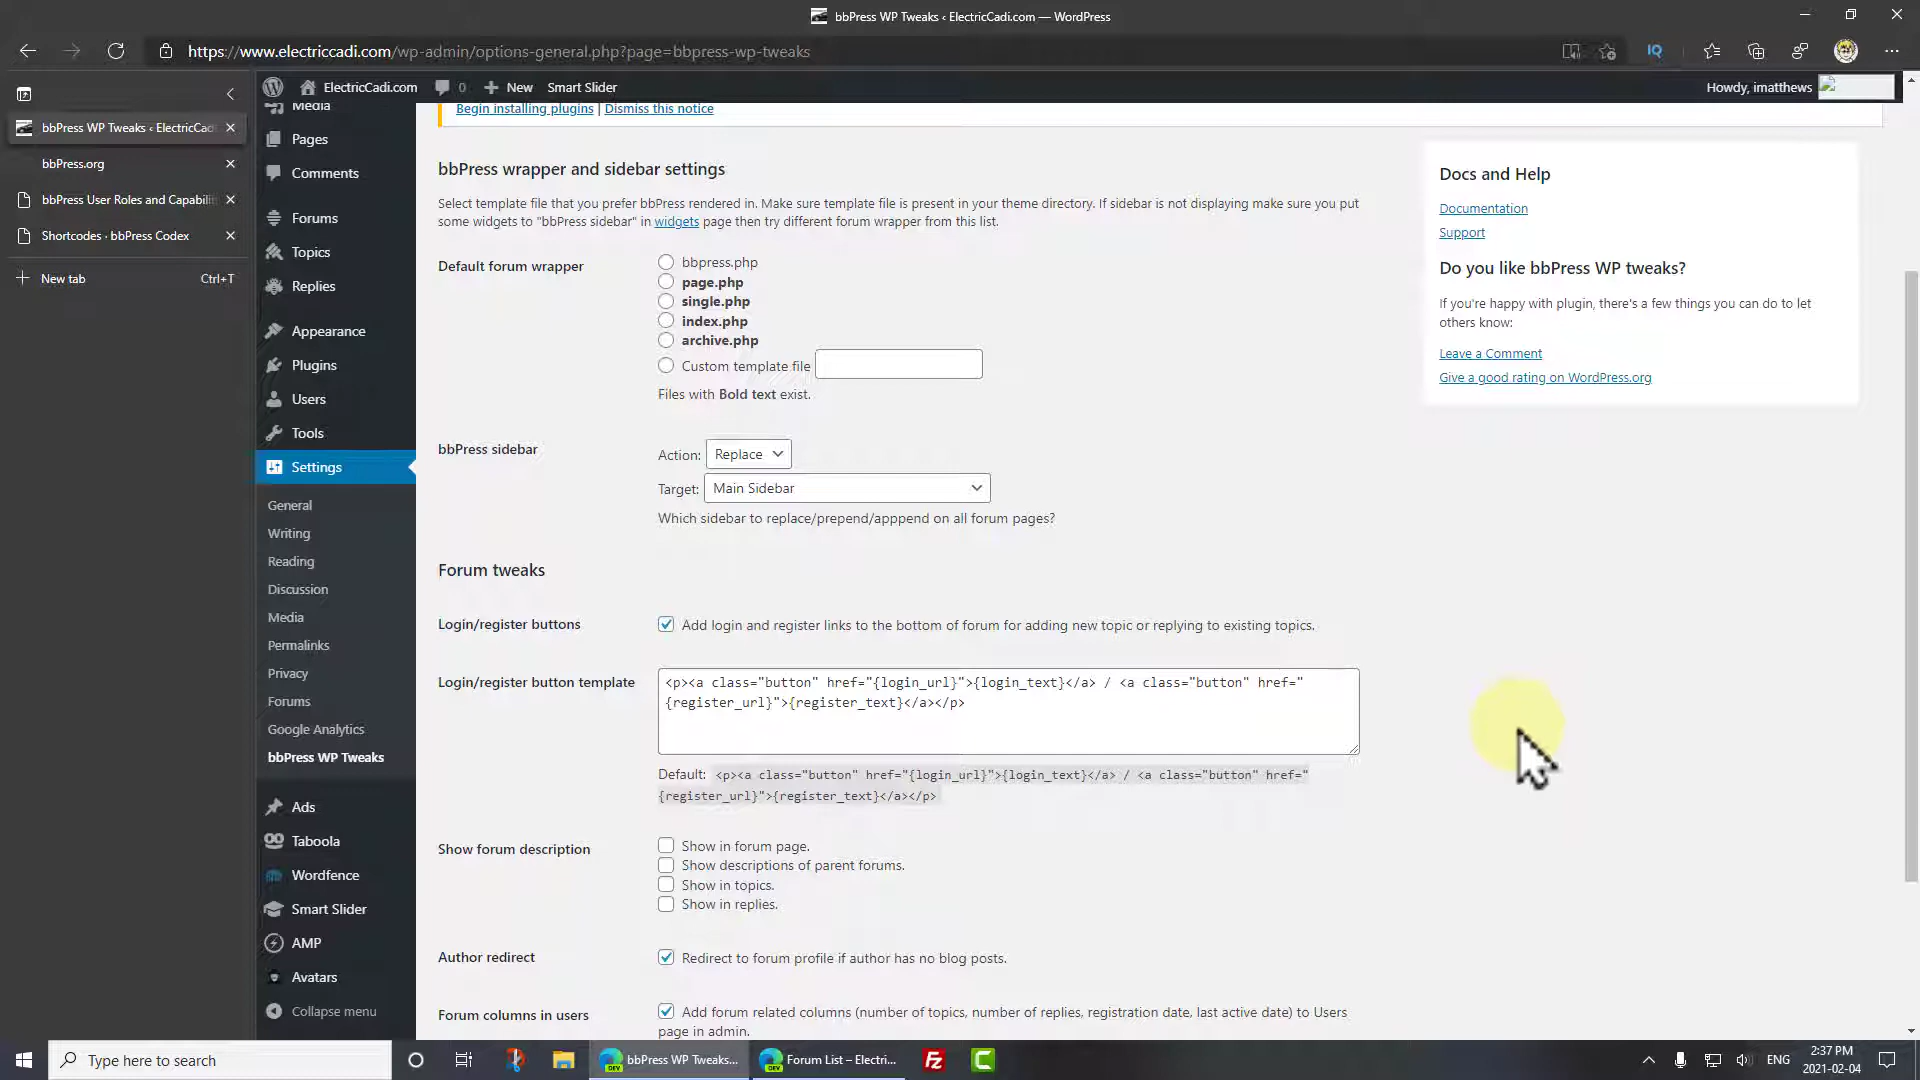 bbPress WP Tweaks ‹ ElectricCadi.com — WordPress
https://www.electriccadi.com/wp-admin/options-general.php?page=bbpress-wp-tweaks
ElectricCadi.com 0 New Smart Slider Howdy, imatthews
bbPress WP Tweaks ‹ ElectricCad
bbPress.org
bbPress User Roles and Capabili
Shortcodes · bbPress Codex
New tab Ctrl+T
Media
Pages
Comments
Forums
Topics
Replies
Appearance
Plugins
Users
Tools
Settings
General
Writing
Reading
Discussion
Media
Permalinks
Privacy
Forums
Google Analytics
bbPress WP Tweaks
Ads
Taboola
Wordfence
Smart Slider
AMP
Avatars
Collapse menu
Begin installing plugins | Dismiss this notice
bbPress wrapper and sidebar settings
Select template file that you prefer bbPress rendered in. Make sure template file is present in your theme directory. If sidebar is not displaying make sure you put
some widgets to "bbPress sidebar" in widgets page then try different forum wrapper from this list.
Default forum wrapper
bbpress.php
page.php
single.php
index.php
archive.php
Custom template file
Files with Bold text exist.
bbPress sidebar
Action: Replace
Target: Main Sidebar
Which sidebar to replace/prepend/apppend on all forum pages?
Forum tweaks
Login/register buttons
Add login and register links to the bottom of forum for adding new topic or replying to existing topics.
Login/register button template
<p><a class="button" href="{login_url}">{login_text}</a> / <a class="button" href="
{register_url}">{register_text}</a></p>
Default: <p><a class="button" href="{login_url}">{login_text}</a> / <a class="button" href="
{register_url}">{register_text}</a></p>
Show forum description
Show in forum page.
Show descriptions of parent forums.
Show in topics.
Show in replies.
Author redirect
Redirect to forum profile if author has no blog posts.
Forum columns in users
Add forum related columns (number of topics, number of replies, registration date, last active date) to Users
page in admin.
Docs and Help
Documentation
Support
Do you like bbPress WP tweaks?
If you're happy with plugin, there's a few things you can do to let
others know:
Leave a Comment
Give a good rating on WordPress.org
Type here to search
DEV
bbPress WP Tweaks...
DEV
Forum List – Electri...
ENG
2:37 PM
2021-02-04